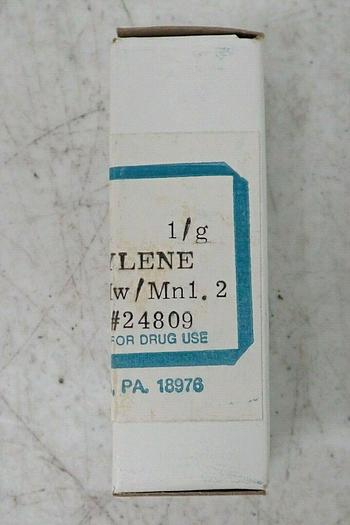 1/g
YLENE
Mw/Mn1.2
#24809
FOR DRUG USE
, PA. 18976